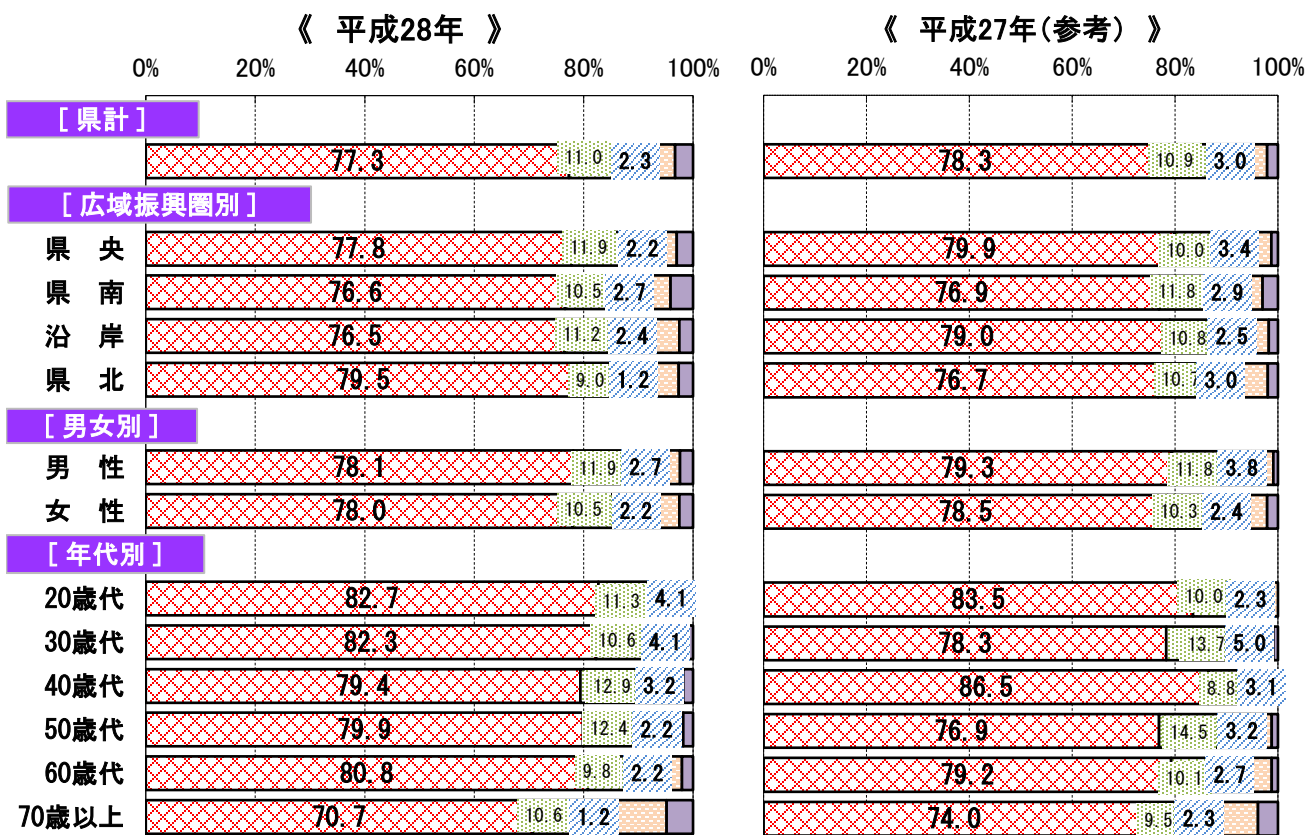 《 平成28年 》 《 平成27年(参考) 》
0% 20% 40% 60% 80% 100% 0% 20% 40% 60% 80% 100%
[ 県計 ]
77.3 11.0 2.3 78.3 10.9 3.0
[ 広域振興圏別 ]
県 央 77.8 11.9 2.2 79.9 10.0 3.4
県 南 76.6 10.5 2.7 76.9 11.8 2.9
沿 岸 76.5 11.2 2.4 79.0 10.8 2.5
県 北 79.5 9.0 1.2 76.7 10.7 3.0
[ 男女別 ]
男 性 78.1 11.9 2.7 79.3 11.8 3.8
女 性 78.0 10.5 2.2 78.5 10.3 2.4
[ 年代別 ]
20歳代 82.7 11.3 4.1 83.5 10.0 2.3
30歳代 82.3 10.6 4.1 78.3 13.7 5.0
40歳代 79.4 12.9 3.2 86.5 8.8 3.1
50歳代 79.9 12.4 2.2 76.9 14.5 3.2
60歳代 80.8 9.8 2.2 79.2 10.1 2.7
70歳以上 70.7 10.6 1.2 74.0 9.5 2.3